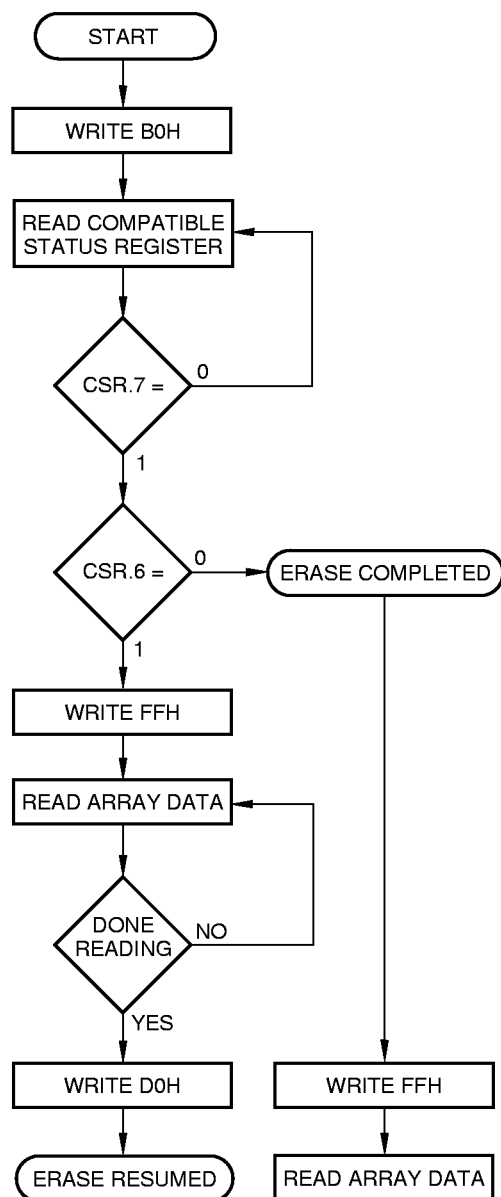 START
WRITE B0H
READ COMPATIBLE
STATUS REGISTER
CSR.7 =
0
1
CSR.6 =
0
ERASE COMPLETED
1
WRITE FFH
READ ARRAY DATA
DONE
READING
NO
YES
WRITE D0H
WRITE FFH
ERASE RESUMED
READ ARRAY DATA